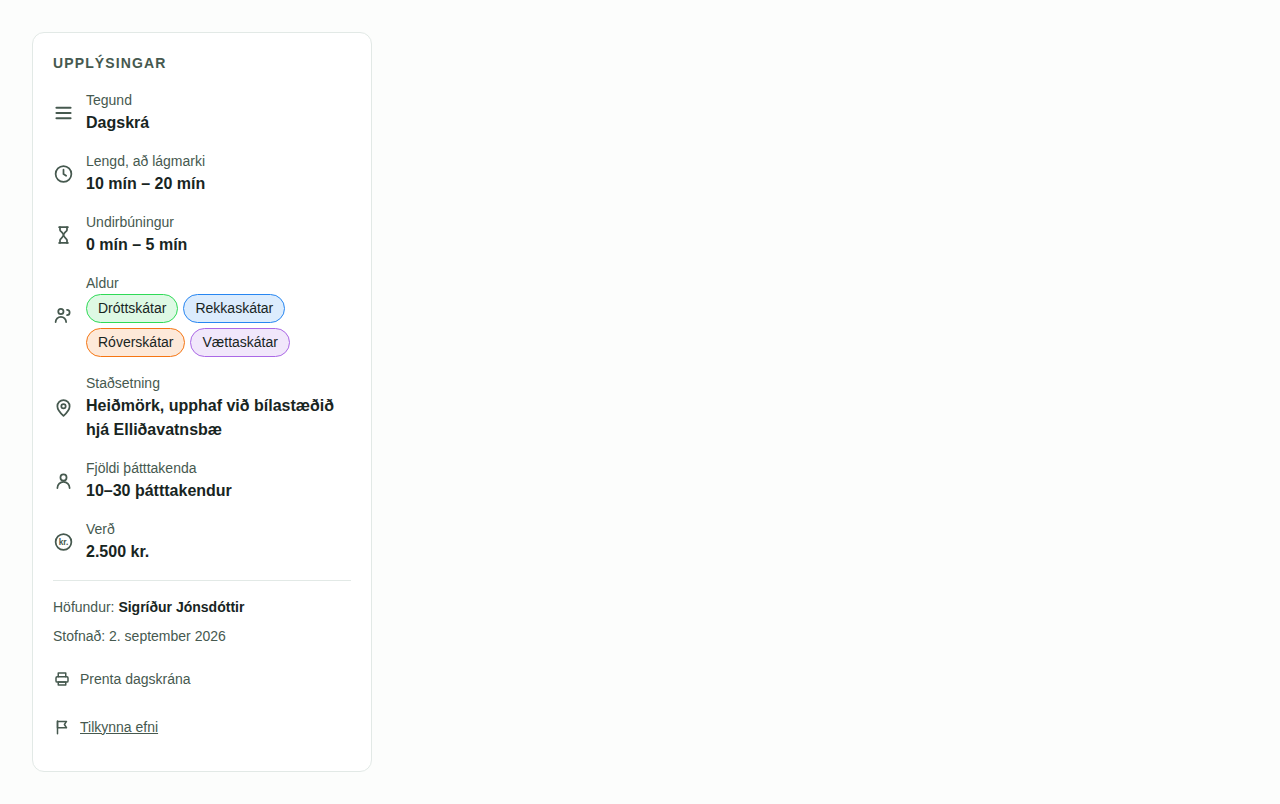 UPPLÝSINGAR
Tegund
Dagskrá
Lengd, að lágmarki
10 mín – 20 mín
Undirbúningur
0 mín – 5 mín
Aldur
Dróttskátar Rekkaskátar
Róverskátar Vættaskátar
Staðsetning
Heiðmörk, upphaf við bílastæðið
hjá Elliðavatnsbæ
Fjöldi þátttakenda
10–30 þátttakendur
kr.
Verð
2.500 kr.
Höfundur: Sigríður Jónsdóttir
Stofnað: 2. september 2026
Prenta dagskrána
Tilkynna efni